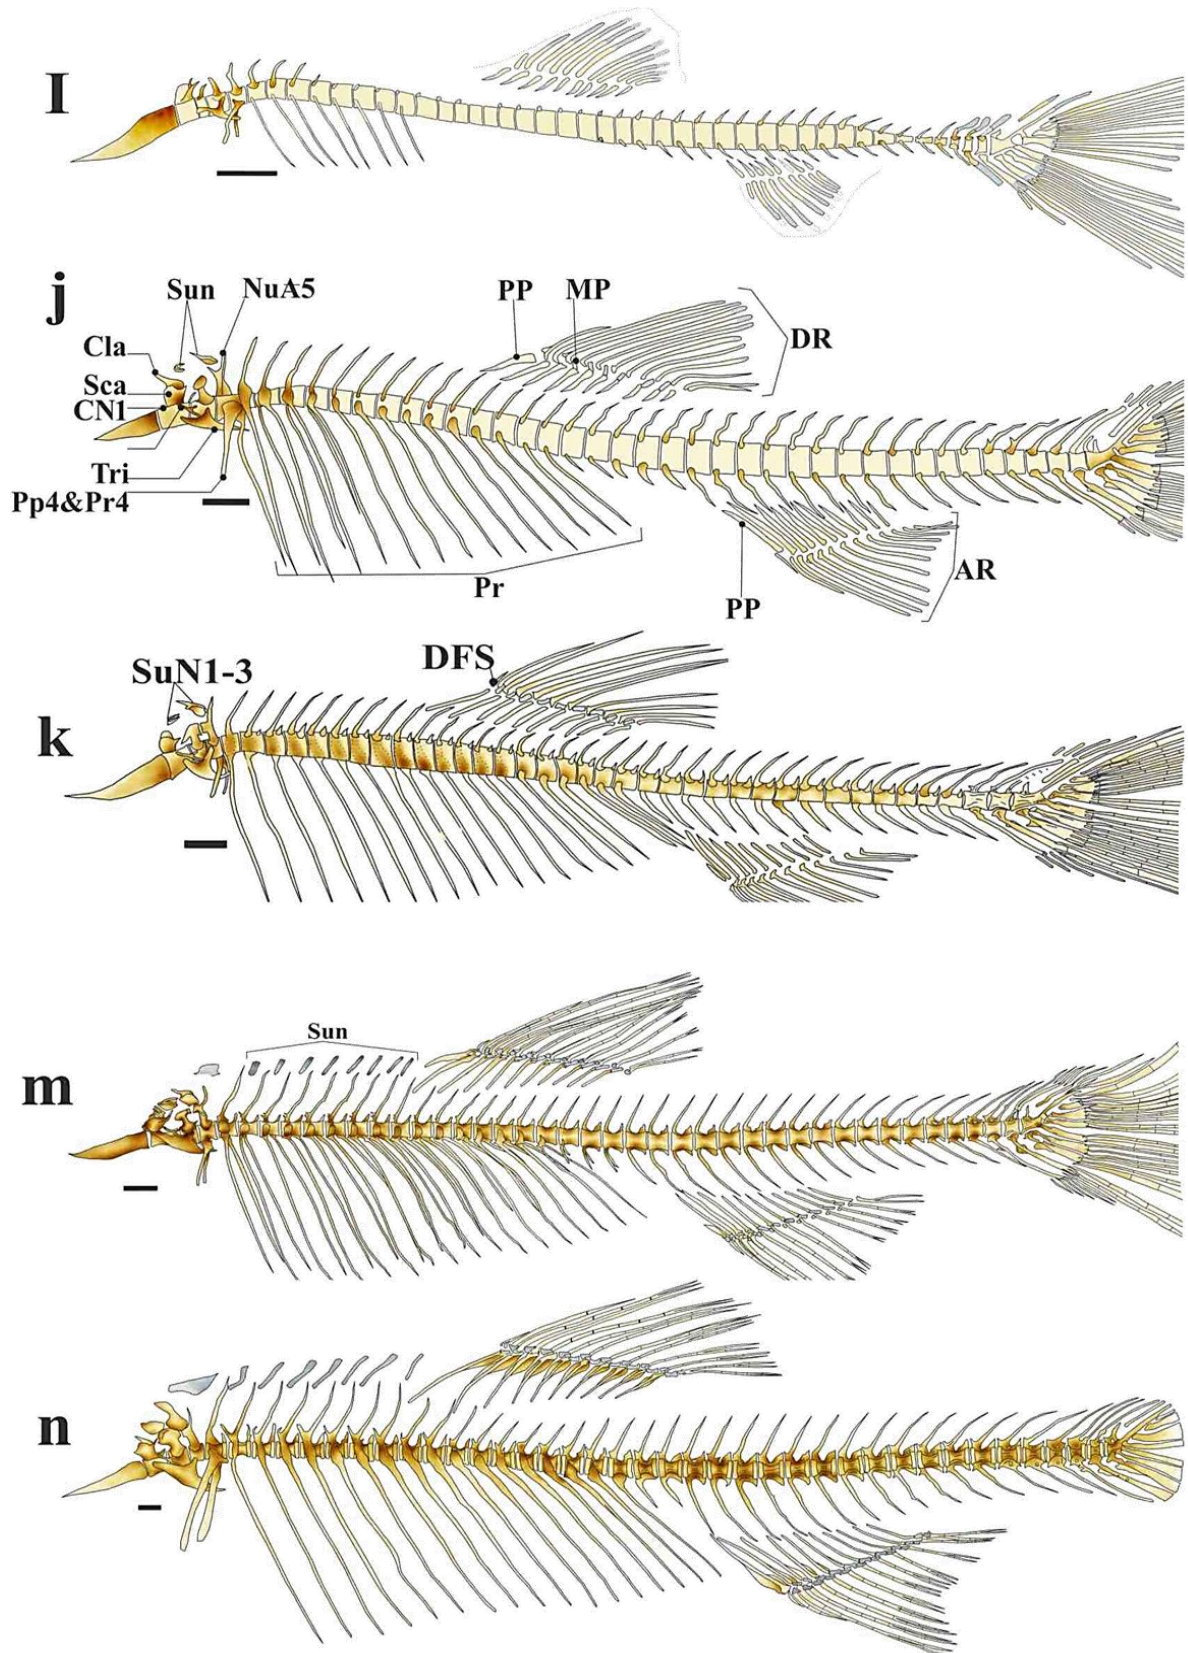 I
j
Sun NuA5 PP MP
DR
Cla
Sca
CN1
Tri
Pp4&Pr4
Pr
PP
AR
SuN1-3
DFS
k
Sun
m
n